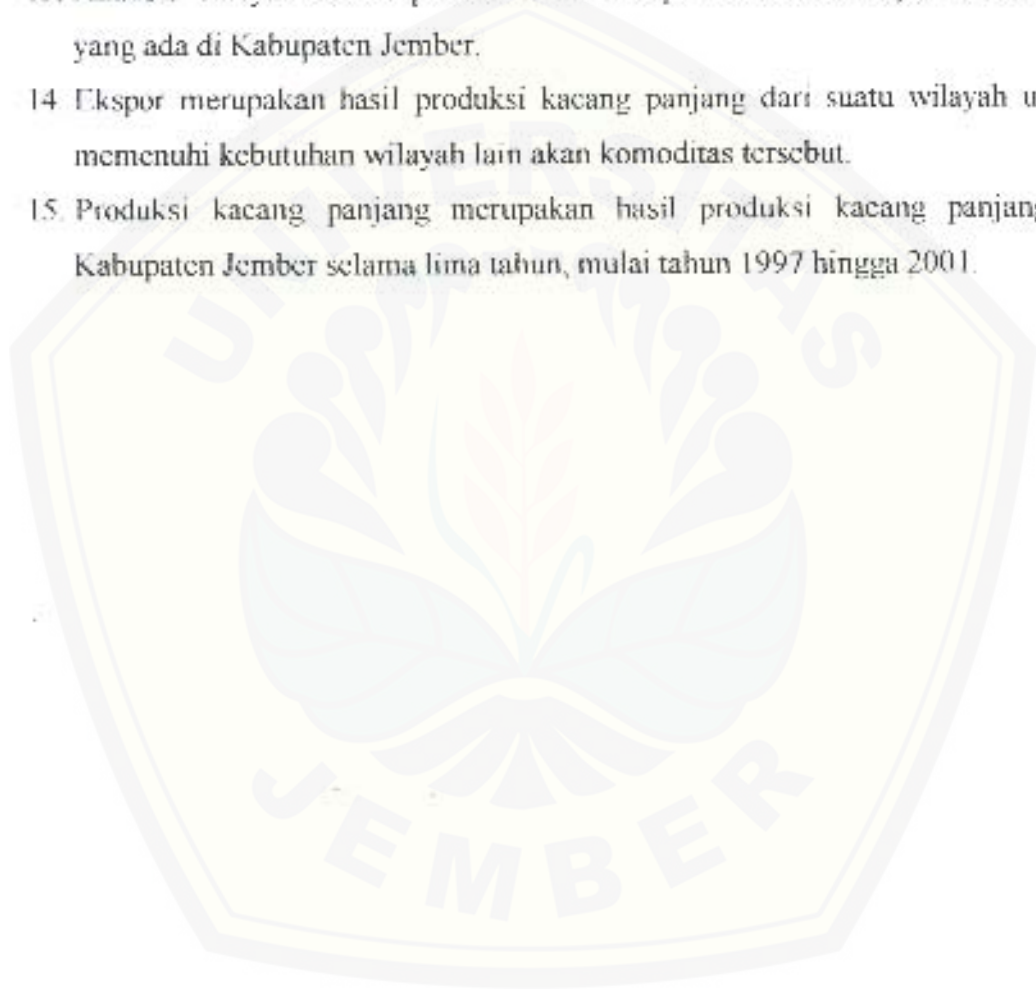 yang ada di Kabupaten Jember.
14. Ekspor merupakan hasil produksi kacang panjang dari suatu wilayah
memenuhi kebutuhan wilayah lain akan komoditas tersebut.
15. Produksi kacang panjang merupakan hasil produksi kacang
Kabupaten Jember selama lima tahun, mulai tahun 1997 hingga 2001.
UNIVERSITAS
JEMBER